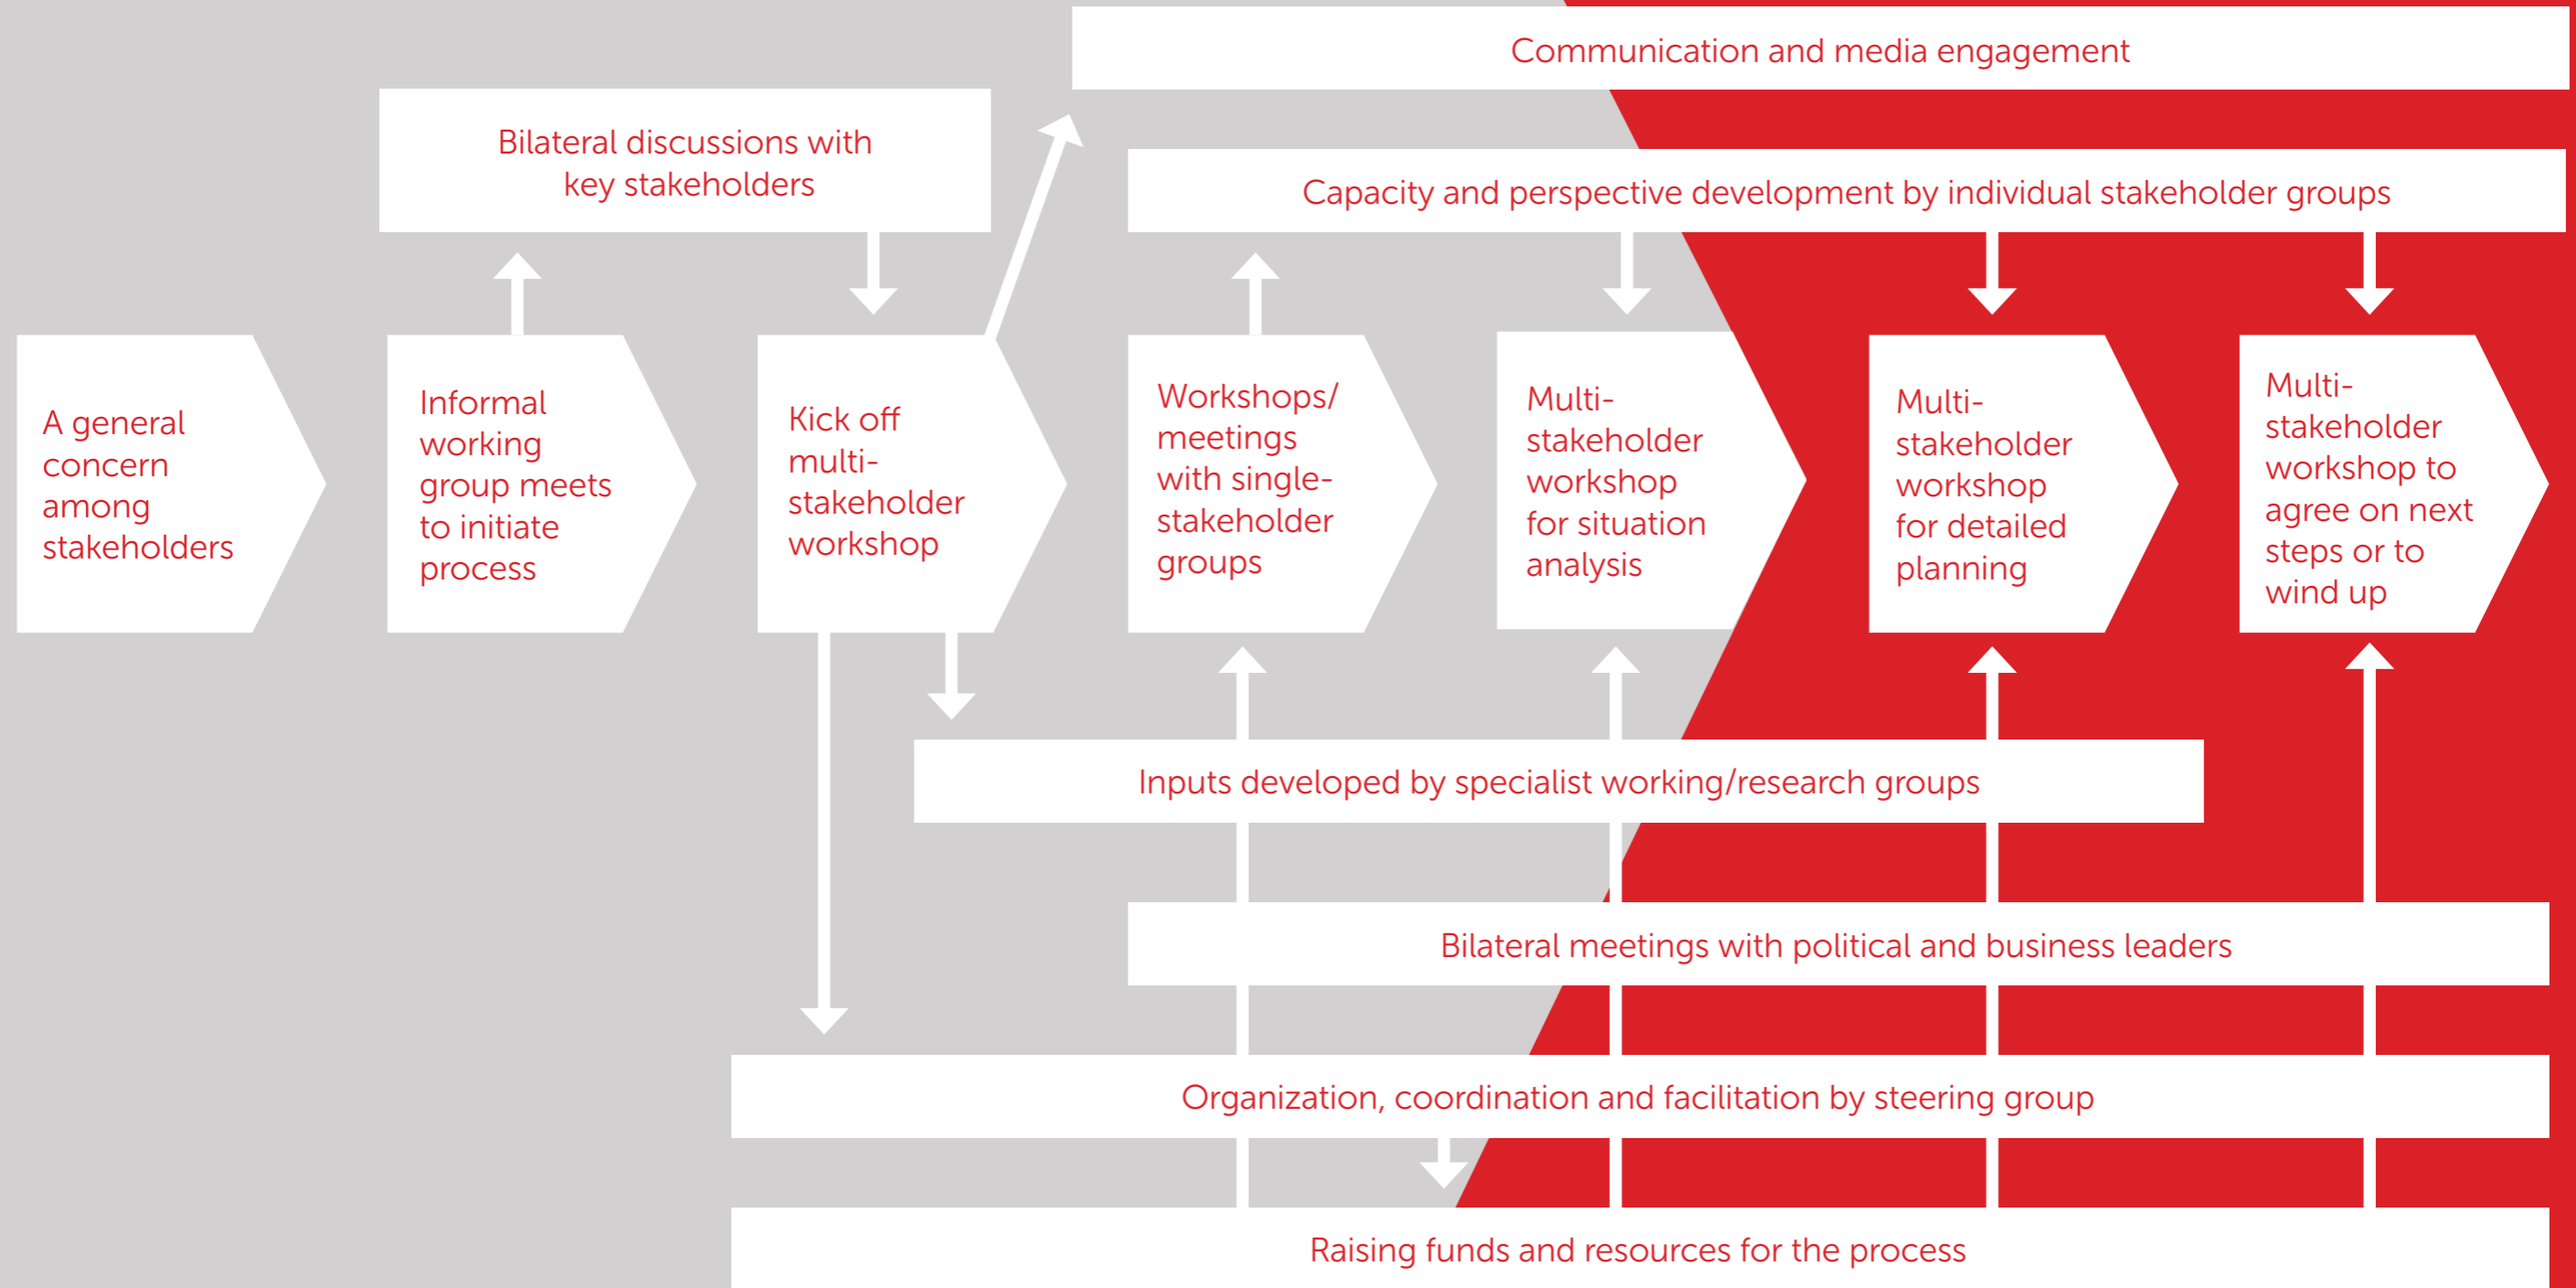 Communication and media engagement
Bilateral discussions with
key stakeholders
Capacity and perspective development by individual stakeholder groups
A general
concern
among
stakeholders
Informal
working
group meets
to initiate
process
Kick off
multi-
stakeholder
workshop
Workshops/
meetings
with single-
stakeholder
groups
Multi-
stakeholder
workshop
for situation
analysis
Multi-
stakeholder
workshop
for detailed
planning
Multi-
stakeholder
workshop to
agree on next
steps or to
wind up
Inputs developed by specialist working/research groups
Bilateral meetings with political and business leaders
Organization, coordination and facilitation by steering group
Raising funds and resources for the process